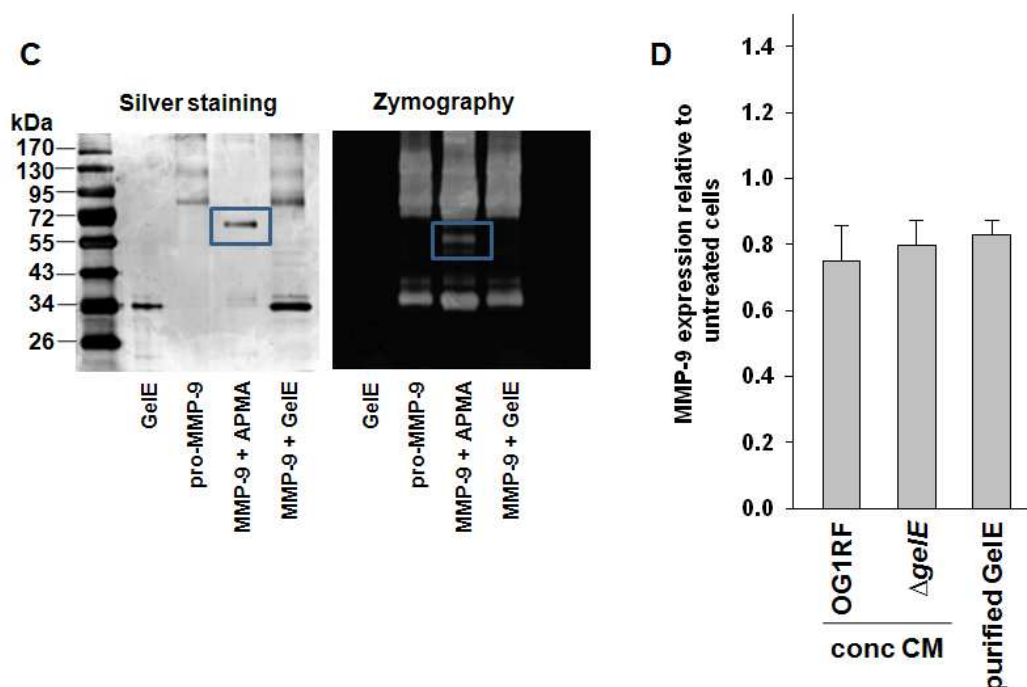 C
Silver staining
Zymography
kDa
170
130
95
72
55
43
34
26
GelE
pro-MMP-9
MMP-9 + APMA
MMP-9 + GelE
GelE
pro-MMP-9
MMP-9 + APMA
MMP-9 + GelE
D
MMP-9 expression relative to
untreated cells
1.4
1.2
1.0
0.8
0.6
0.4
0.2
0.0
OG1RF
ΔgelE
purified GelE
conc CM